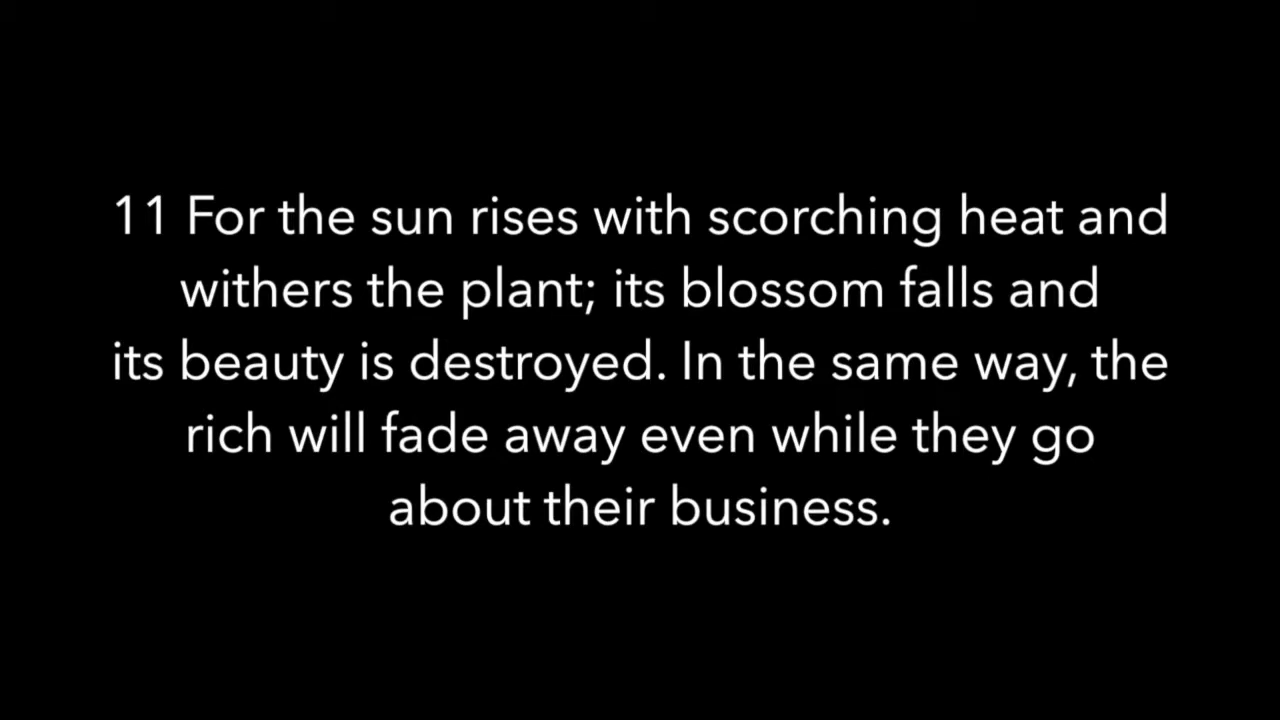 11 For the sun rises with scorching heat and
withers the plant; its blossom falls and
its beauty is destroyed. In the same way, the
rich will fade away even while they go
about their business.